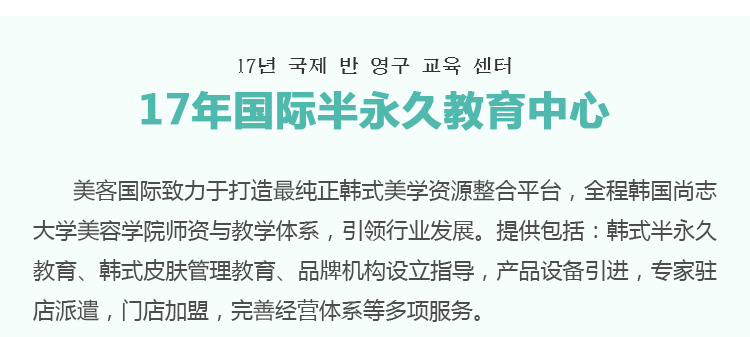 17년 국제 반 영구 교육 센터
17年国际半永久教育中心
美客国际致力于打造最纯正韩式美学资源整合平台，全程韩国尚志
大学美容学院师资与教学体系，引领行业发展。提供包括：韩式半永久
教育、韩式皮肤管理教育、品牌机构设立指导，产品设备引进，专家驻
店派遣，门店加盟，完善经营体系等多项服务。